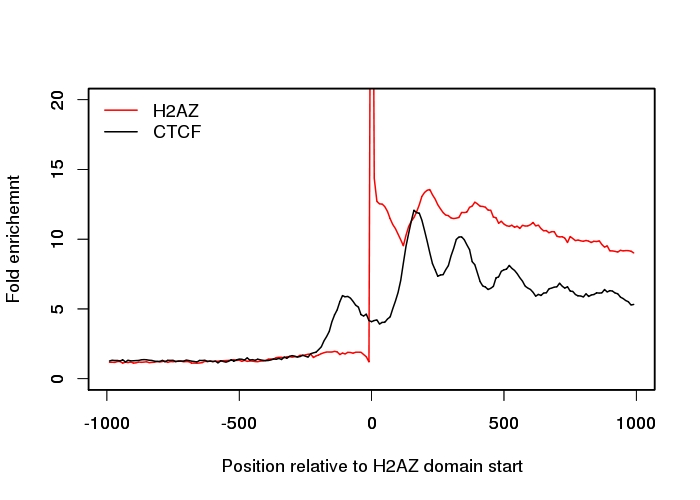 H2AZ
CTCF
Fold enrichemnt
20
15
10
5
0
-1000 -500 0 500 1000
Position relative to H2AZ domain start